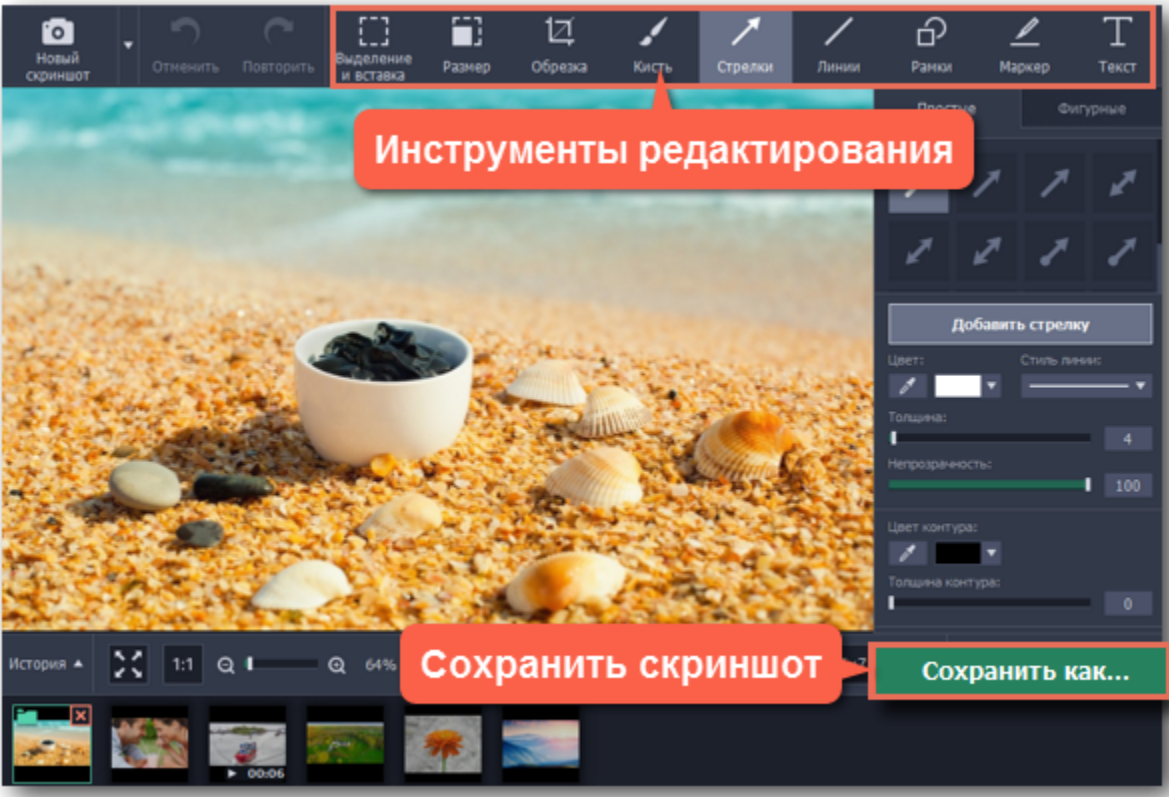 Новый
скриншот
Отменить
Повторить
Выделение
и вставка
Размер
Обрезка
Кисть
Стрелки
Линии
Рамки
Маркер
Текст
Инструменты редактирования
Простые
Фигурные
Добавить стрелку
Цвет:
Стиль линии:
Толщина:
4
Непрозрачность:
100
Цвет контура:
Толщина контура:
0
История
1:1
64%
Сохранить скриншот
Сохранить как...
00:06